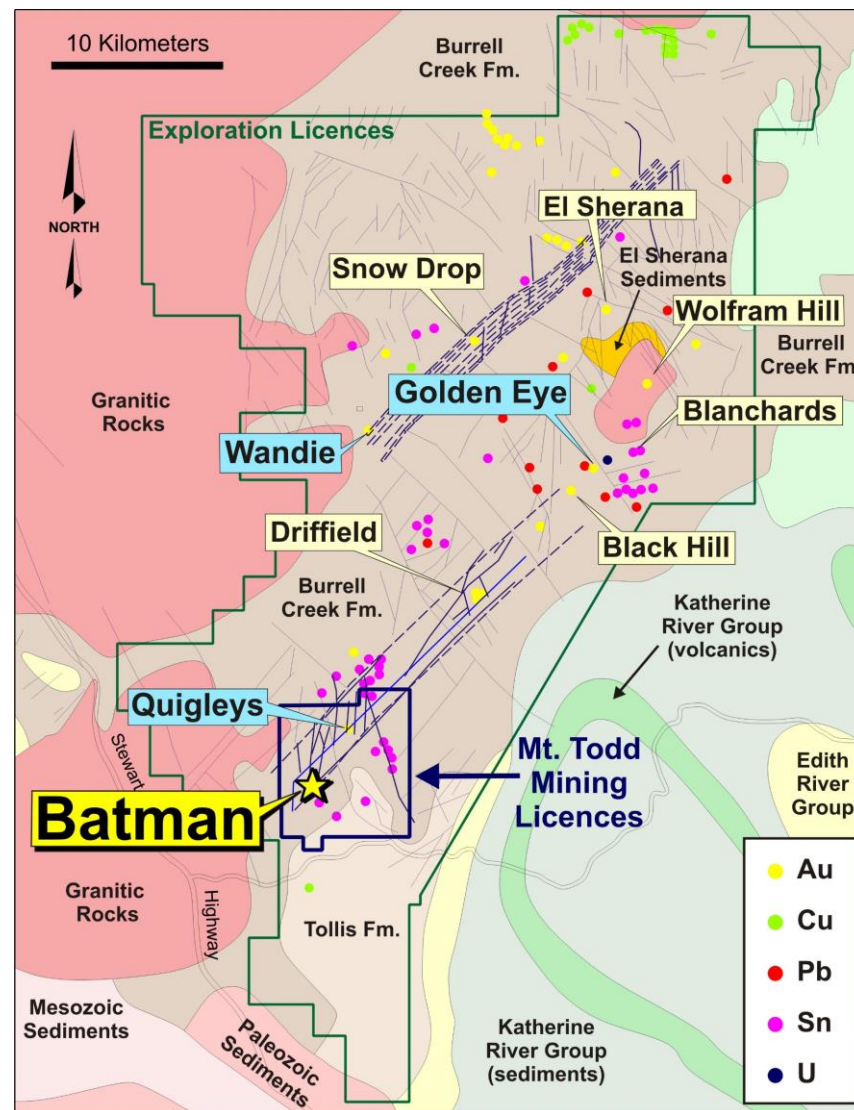 10 Kilometers
Burrell
Creek Fm.
Exploration Licences
NORTH
El Sherana
El Sherana
Sediments
Snow Drop
Wolfram Hill
Burrell
Creek Fm
Granitic
Rocks
Golden Eye
Blanchards
Wandie
Driffield
Black Hill
Burrell
Creek Fm.
Katherine
River Group
(volcanics)
Quigleys
Stewart
Mt. Todd
Mining
Licences
Edith
River
Group
Batman
Granitic
Rocks
Highway
Tollis Fm.
Mesozoic
Sediments
Paleozoic
Sediments
Katherine
River Group
(sediments)
Au
Cu
Pb
Sn
U